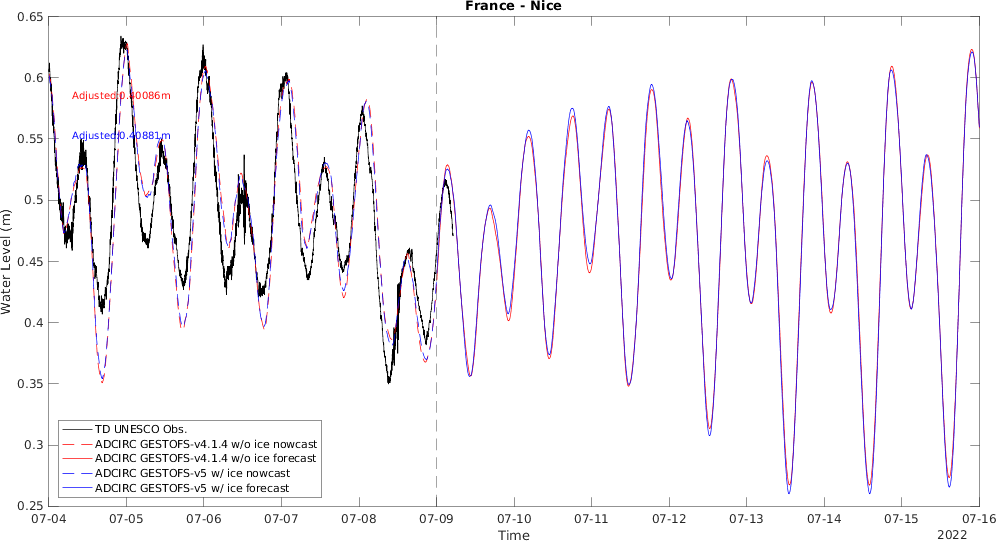 France - Nice
Water Level (m)
0.65
0.6
0.55
0.5
0.45
0.4
0.35
0.3
0.25
Adjusted:0.40086m
Adjusted:0.40881m
TD UNESCO Obs.
ADCIRC GESTOFS-v4.1.4 w/o ice nowcast
ADCIRC GESTOFS-v4.1.4 w/o ice forecast
ADCIRC GESTOFS-v5 w/ ice nowcast
ADCIRC GESTOFS-v5 w/ ice forecast
07-04 07-05 07-06 07-07 07-08 07-09 07-10 07-11 07-12 07-13 07-14 07-15 07-16
Time
2022